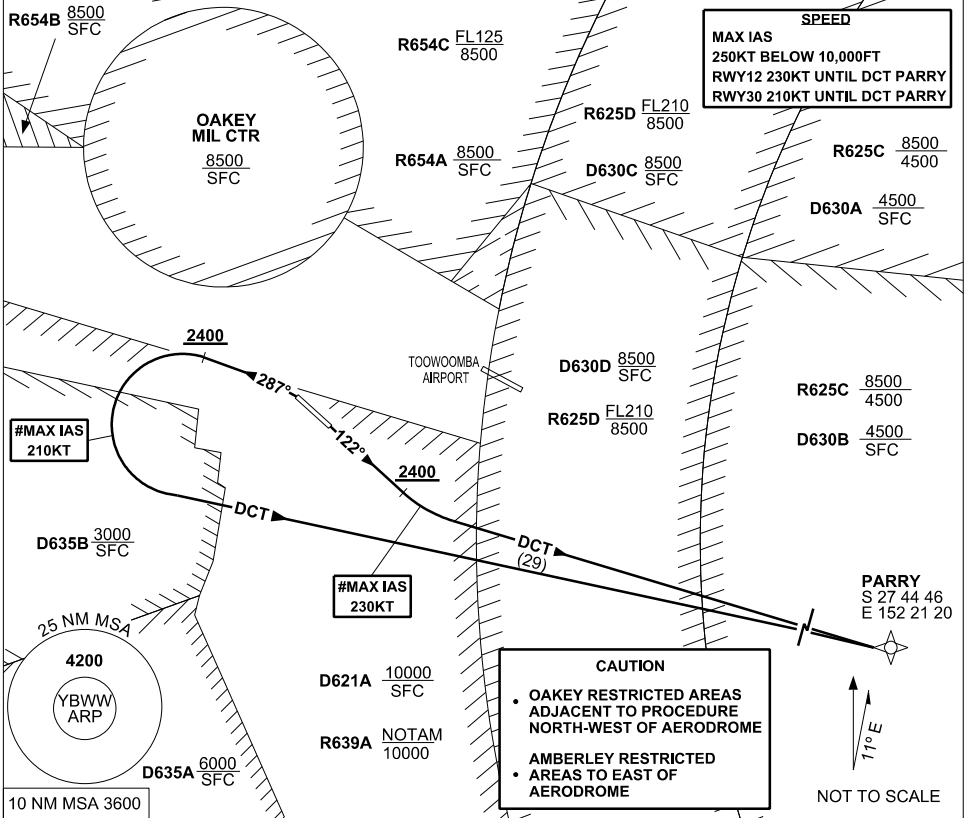 R654B 8500
SFC
R654C FL125
8500
SPEED
MAX IAS
250KT BELOW 10,000FT
RWY12 230KT UNTIL DCT PARRY
RWY30 210KT UNTIL DCT PARRY
OAKEY
MIL CTR
8500
SFC
R625D FL210
8500
R654A 8500
SFC
D630C 8500
SFC
R625C 8500
4500
D630A 4500
SFC
2400
287°
TOOWOOMBA
AIRPORT
D630D 8500
SFC
R625D FL210
8500
R625C 8500
4500
D630B 4500
SFC
#MAX IAS
210KT
122°
2400
DCT
D635B 3000
SFC
DCT
(29)
#MAX IAS
230KT
PARRY
S 27 44 46
E 152 21 20
25 NM MSA
4200
YBWW
ARP
D621A 10000
SFC
R639A NOTAM
10000
D635A 6000
SFC
10 NM MSA 3600
CAUTION
• OAKEY RESTRICTED AREAS
ADJACENT TO PROCEDURE
NORTH-WEST OF AERODROME
AMBERLEY RESTRICTED
• AREAS TO EAST OF
AERODROME
11° E
NOT TO SCALE